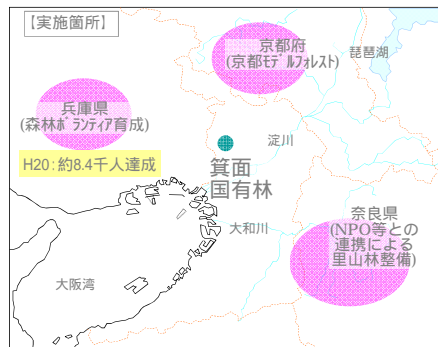 【実施箇所】
京都府
(京都ﾓﾃﾞﾙﾌｫﾚｽﾄ)
琵琶湖
兵庫県
(森林ﾎﾞﾗﾝﾃｨｱ育成)
H20：約8.4千人達成
淀川
箕面
国有林
大和川
奈良県
(NPO等との
連携による
里山林整備)
大阪湾